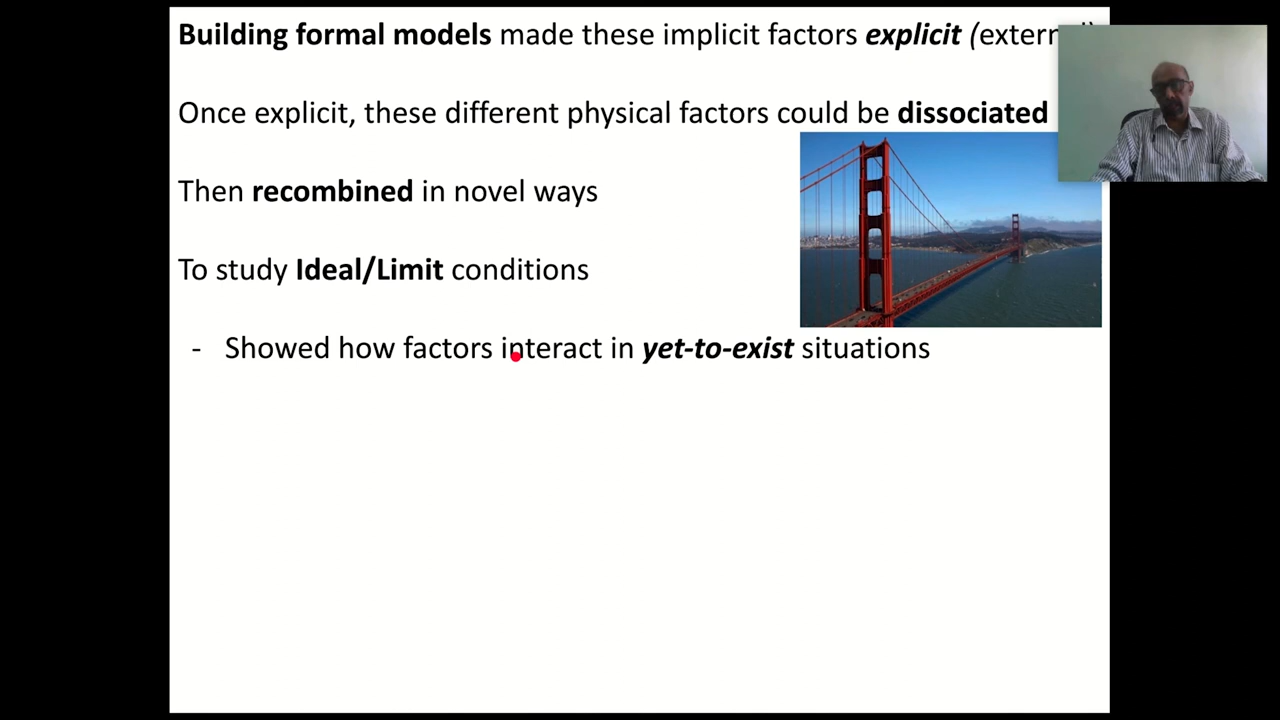 Building formal models made these implicit factors explicit
Once explicit, these different physical factors could be dissociated
Then recombined in novel ways
To study Ideal/Limit conditions
- Showed how factors interact in yet-to-exist situations